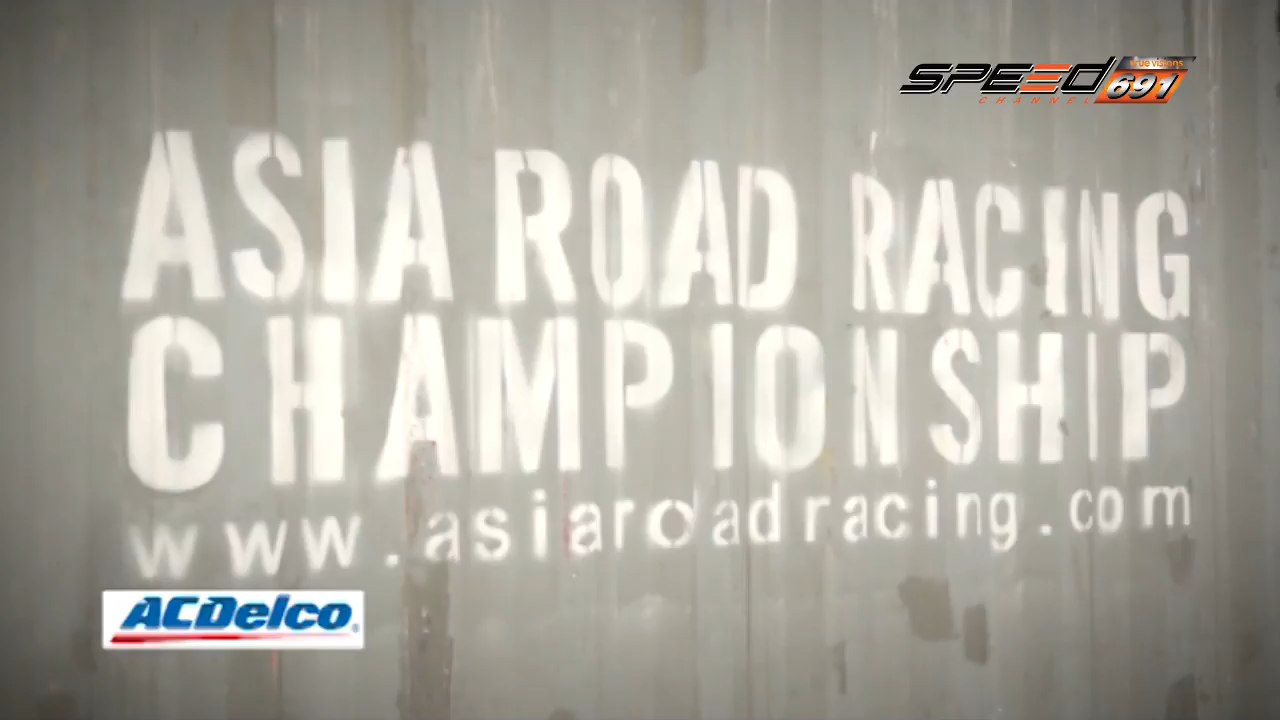 SPEED
true visions
CHANNEL
691
ASIA ROAD RACING
CHAMPIONSHIP
www.asiaroadracing.com
ACDelco